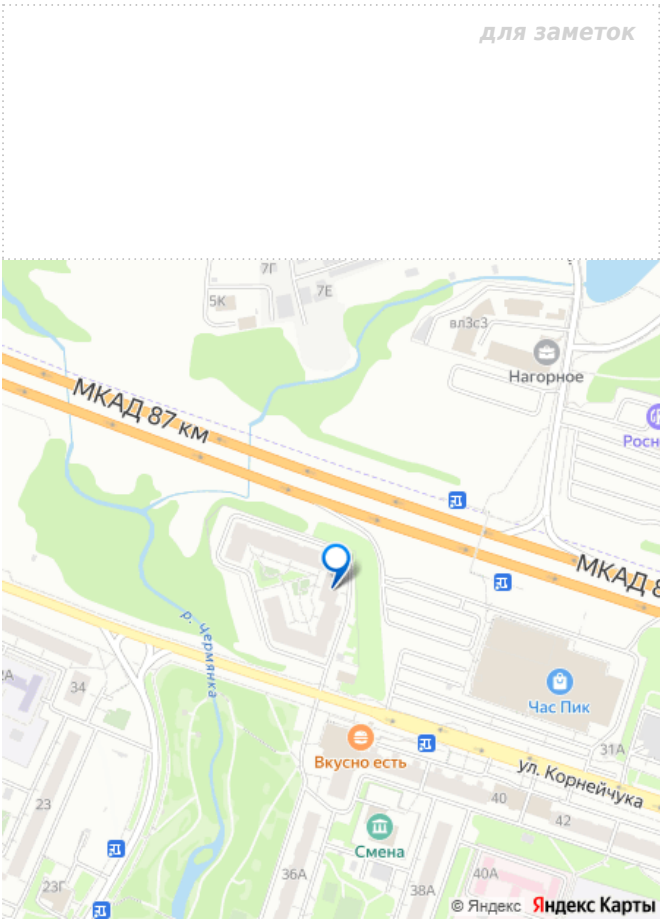 для заметок
7Г
7Е
5К
вл3с3
Нагорное
Росн
МКАД 87 км
МКАД 8
р. Чермянка
34
Час Пик
31А
Вкусно есть
ул. Корнейчука
40
42
23
Смена
36А
38А
40А
23Г
© Яндекс Яндекс Карты